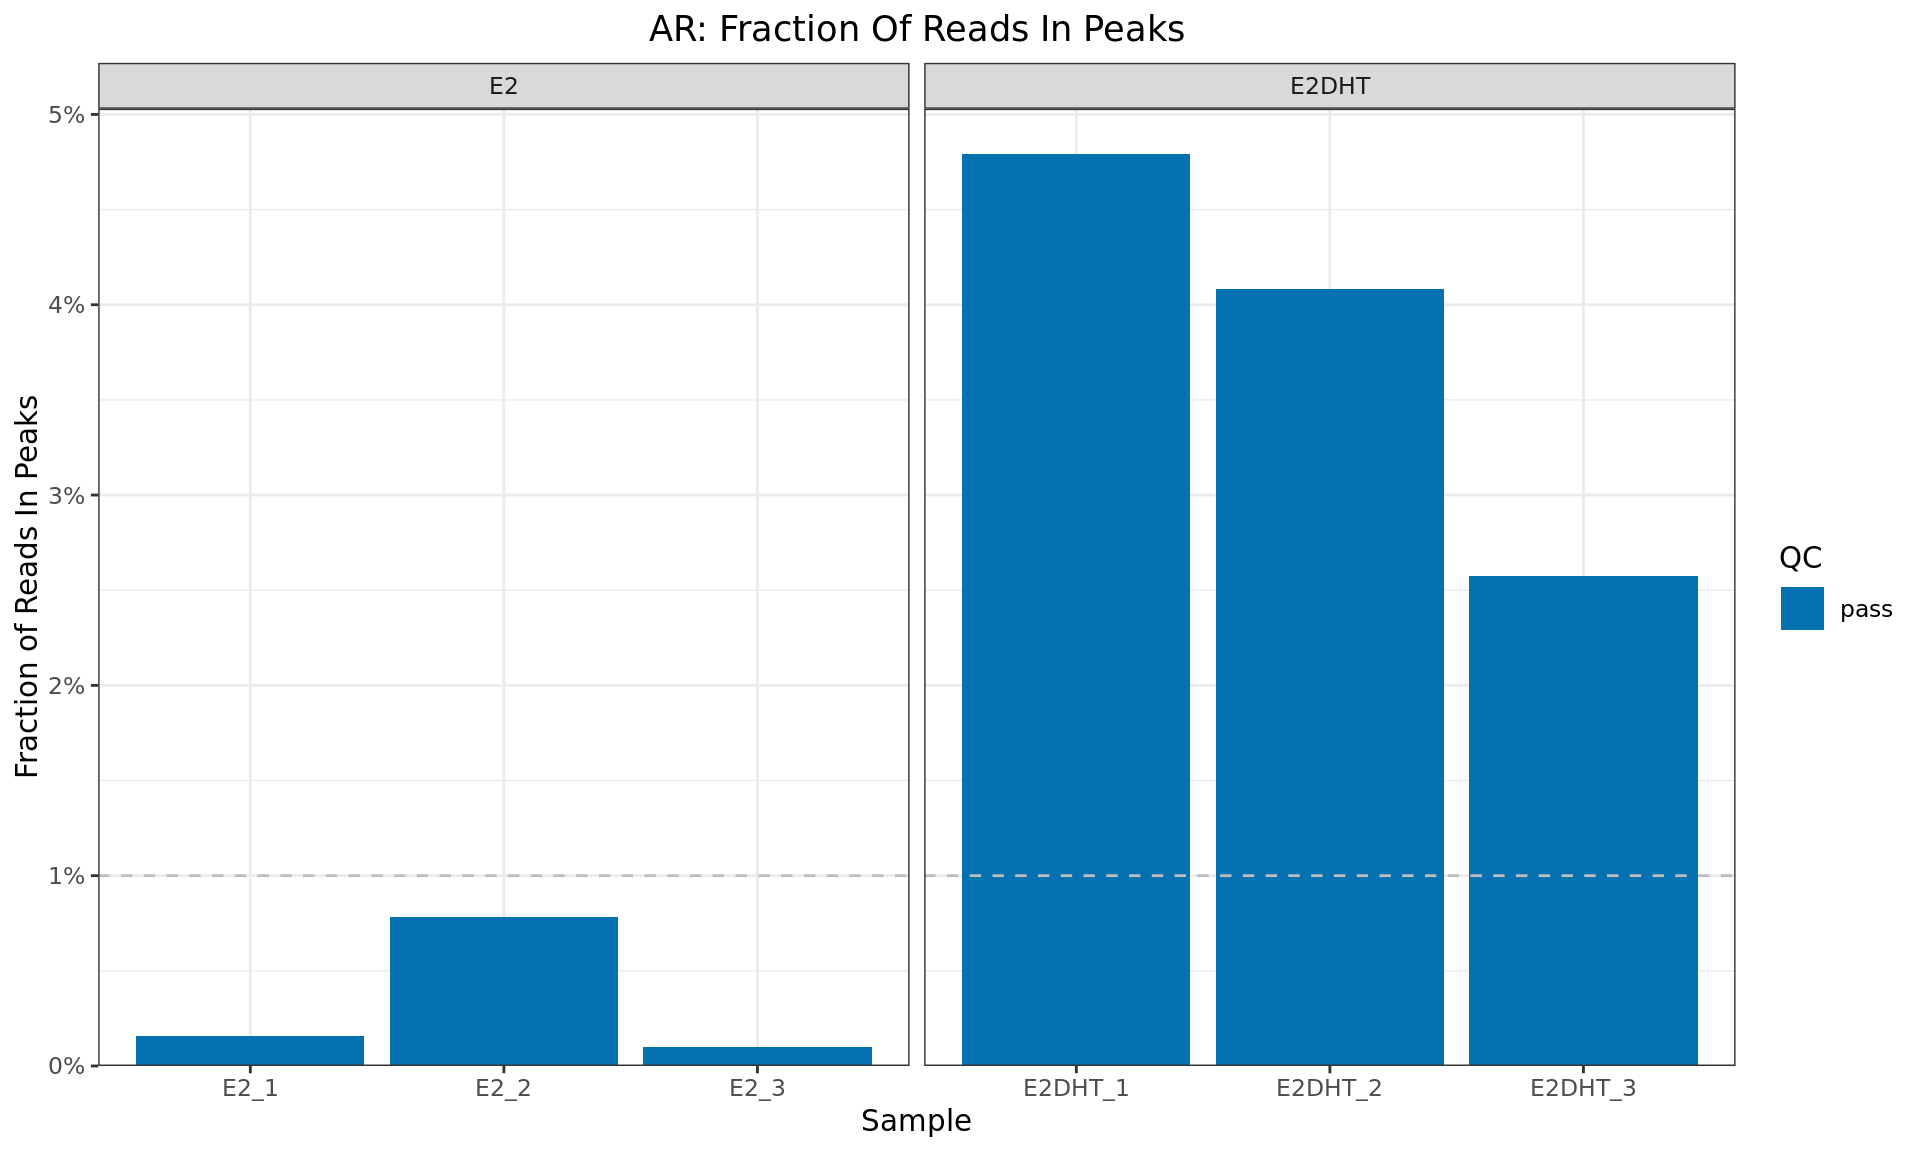 AR: Fraction Of Reads In Peaks
E2
E2DHT
Fraction of Reads In Peaks
5%
4%
3%
2%
1%
0%
E2_1
E2_2
E2_3
E2DHT_1
E2DHT_2
E2DHT_3
Sample
QC
pass